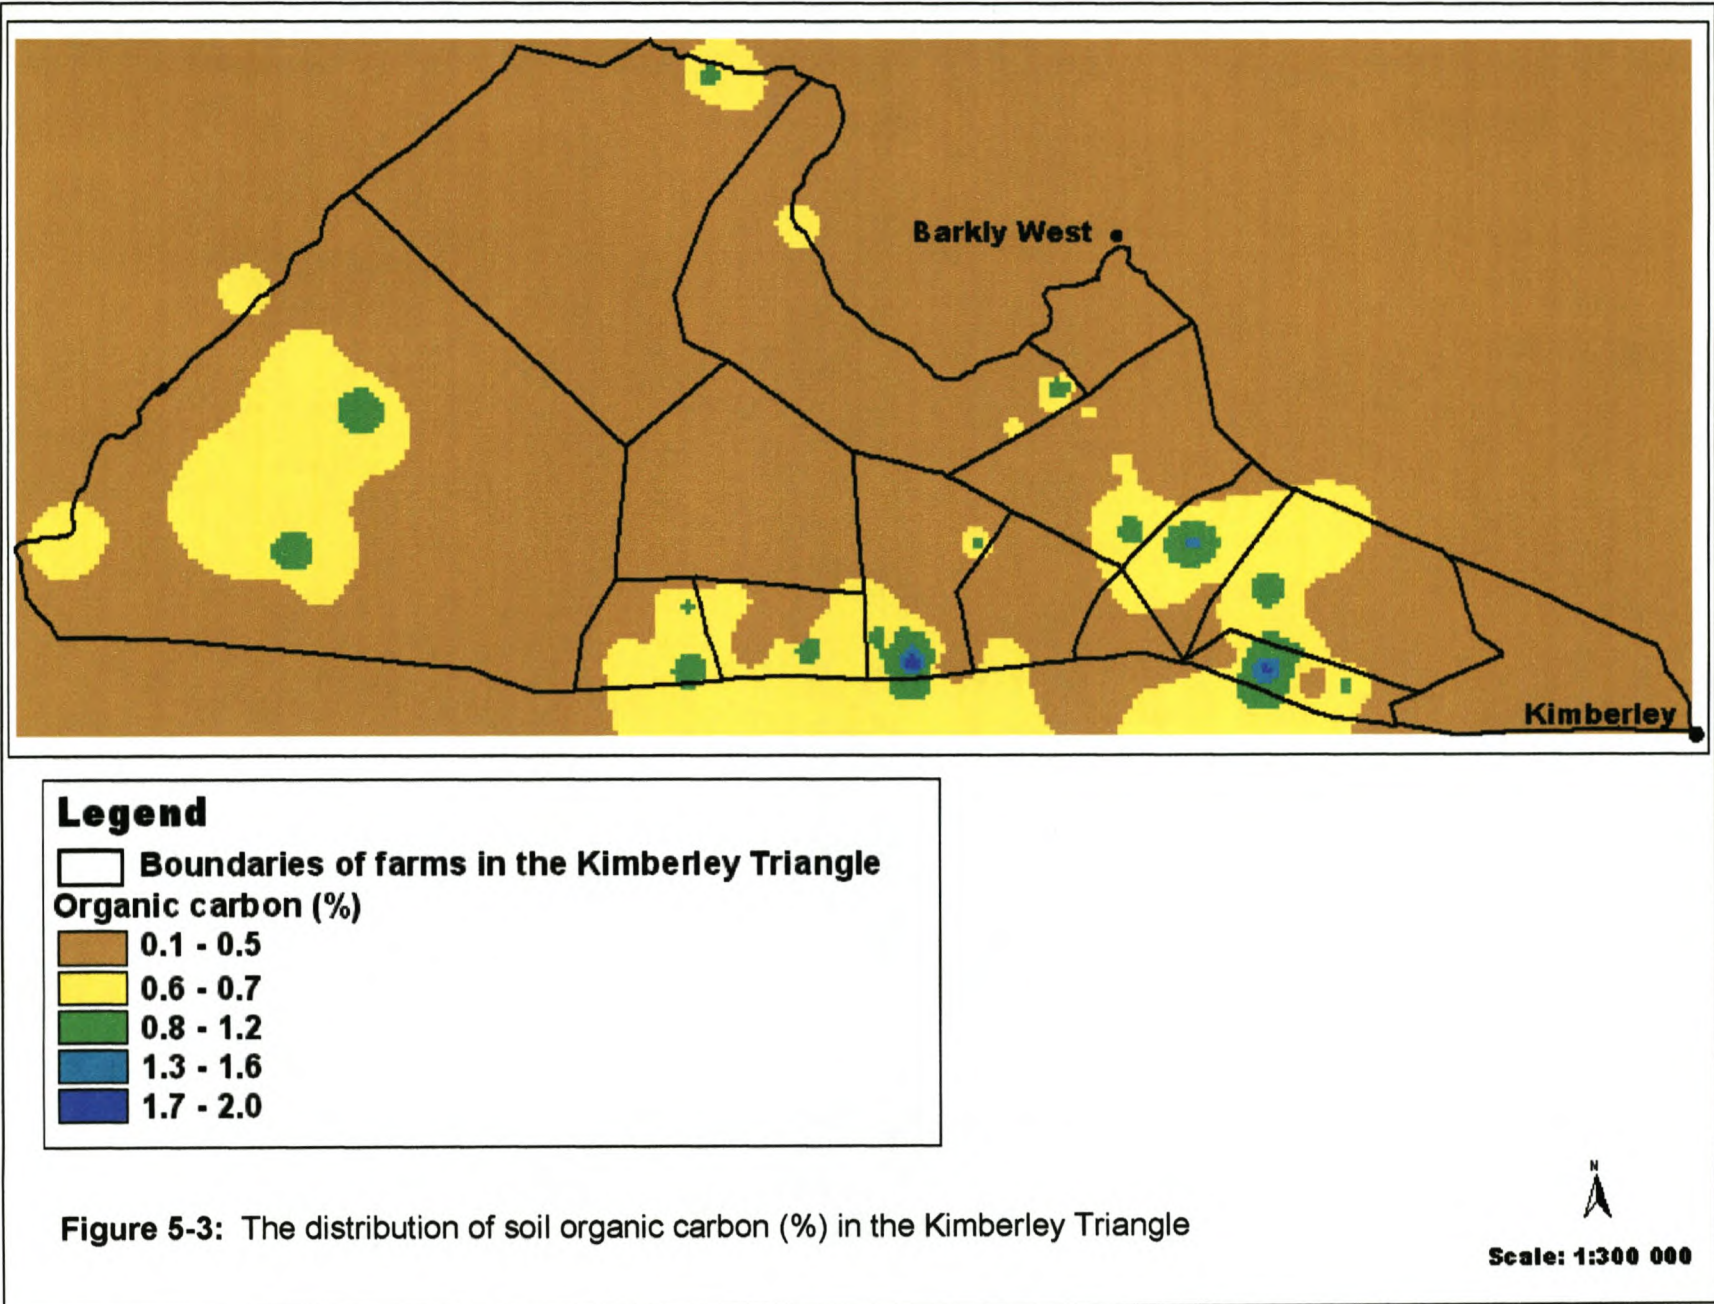 Barkly West
Kimberley
Legend
Boundaries of farms in the Kimberley Triangle
Organic carbon (%)
0.1 - 0.5
0.6 - 0.7
0.8 - 1.2
1.3 - 1.6
1.7 - 2.0
N
Figure 5-3: The distribution of soil organic carbon (%) in the Kimberley Triangle
Scale: 1:300 000